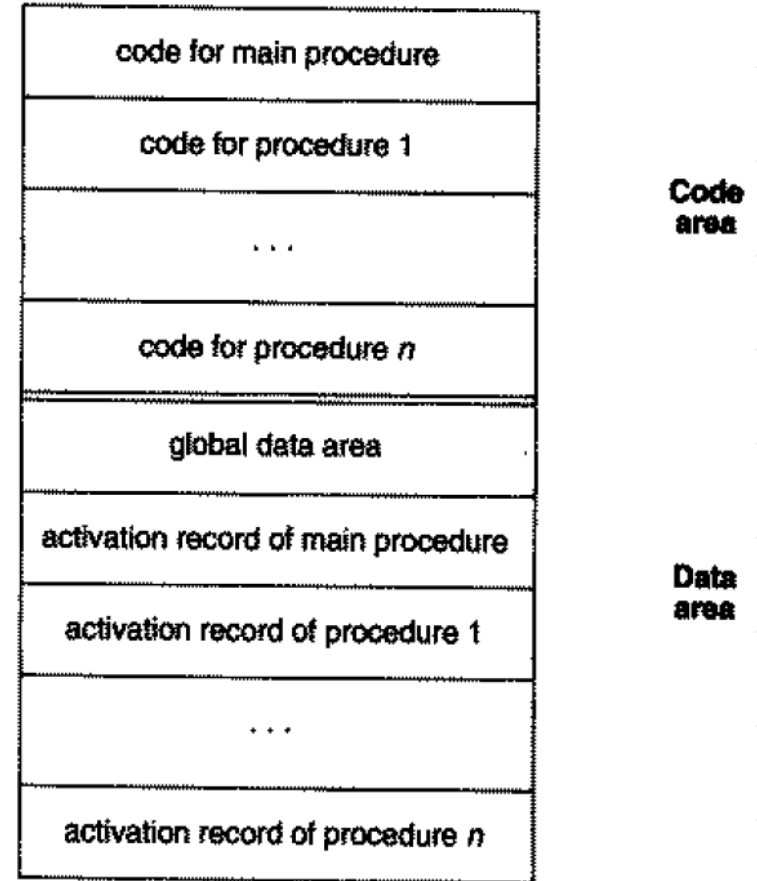 code for main procedure
code for procedure 1
Code
area
. . .
code for procedure n
global data area
activation record of main procedure
Data
area
activation record of procedure 1
. . .
activation record of procedure n